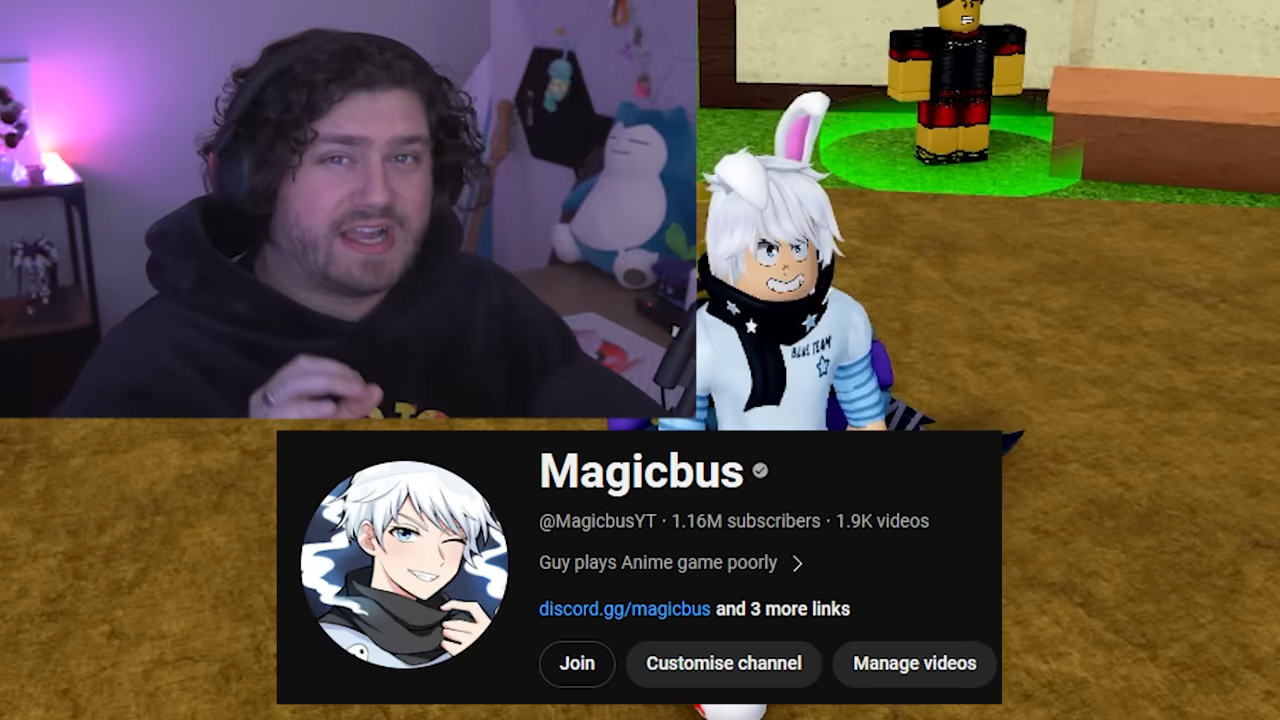 BLUE TEAM
Magicbus
@MagicbusYT · 1.16M subscribers · 1.9K videos
Guy plays Anime game poorly
discord.gg/magicbus and 3 more links
Join
Customise channel
Manage videos